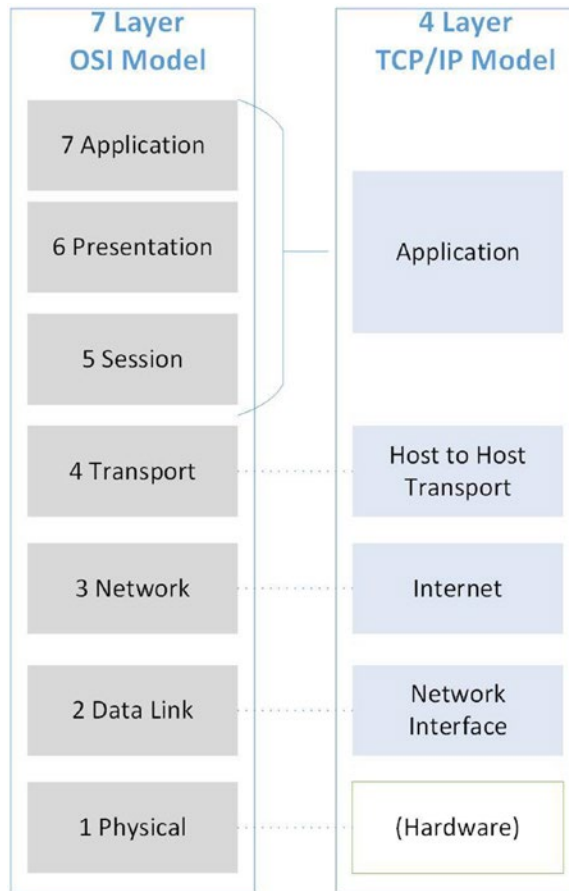 7 Layer
OSI Model
7 Application
6 Presentation
5 Session
4 Transport
3 Network
2 Data Link
1 Physical
4 Layer
TCP/IP Model
Application
Host to Host
Transport
Internet
Network
Interface
(Hardware)